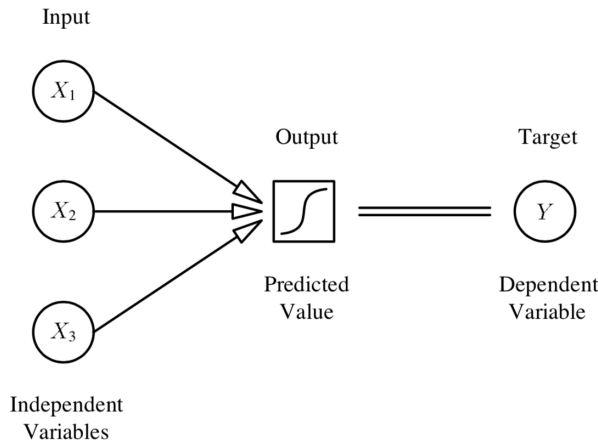 Input
X₁
X₂
X₃
Independent
Variables
Output
Predicted
Value
Target
Y
Dependent
Variable